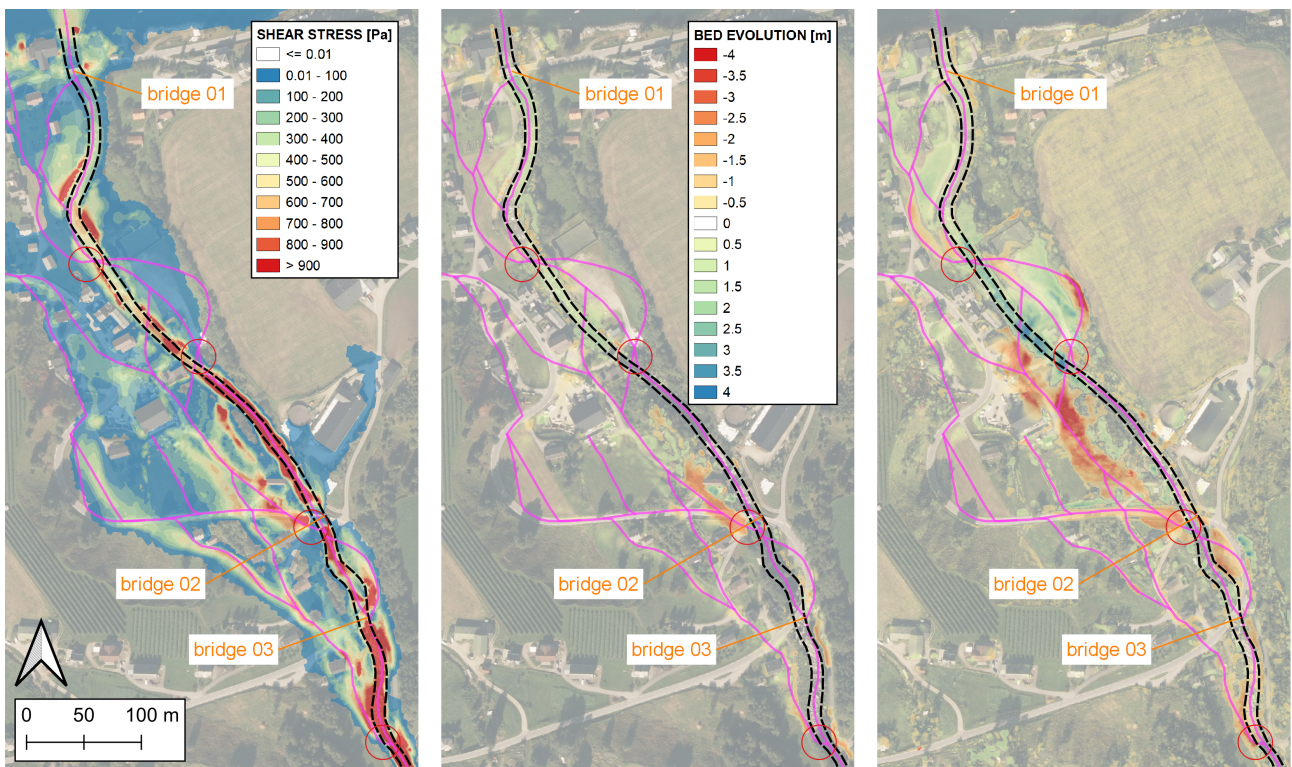 SHEAR STRESS [Pa]
<= 0.01
0.01 - 100
100 - 200
200 - 300
300 - 400
400 - 500
500 - 600
600 - 700
700 - 800
800 - 900
> 900
bridge 01
bridge 02
bridge 03
0 50 100 m
BED EVOLUTION [m]
-4
-3.5
-3
-2.5
-2
-1.5
-1
-0.5
0
0.5
1
1.5
2
2.5
3
3.5
4
bridge 01
bridge 02
bridge 03
bridge 01
bridge 02
bridge 03